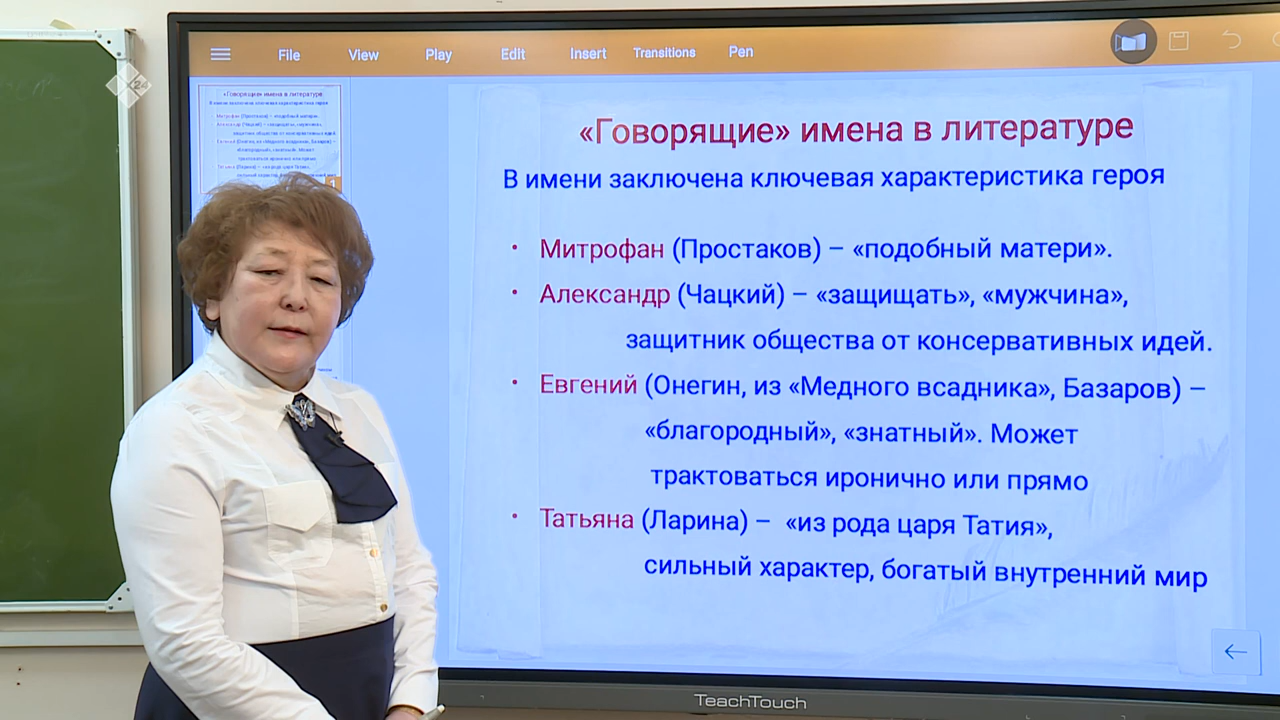 File View Play Edit Insert Transitions Pen
24
«Говорящие» имена в литературе
В имени заключена ключевая характеристика героя
• Митрофан (Простаков) – «подобный матери».
• Александр (Чацкий) – «защищать», «мужчина»,
защитник общества от консервативных идей.
• Евгений (Онегин, из «Медного всадника», Базаров) –
«благородный», «знатный». Может
трактоваться иронично или прямо
• Татьяна (Ларина) – «из рода царя Татия»,
сильный характер, богатый внутренний мир
TeachTouch